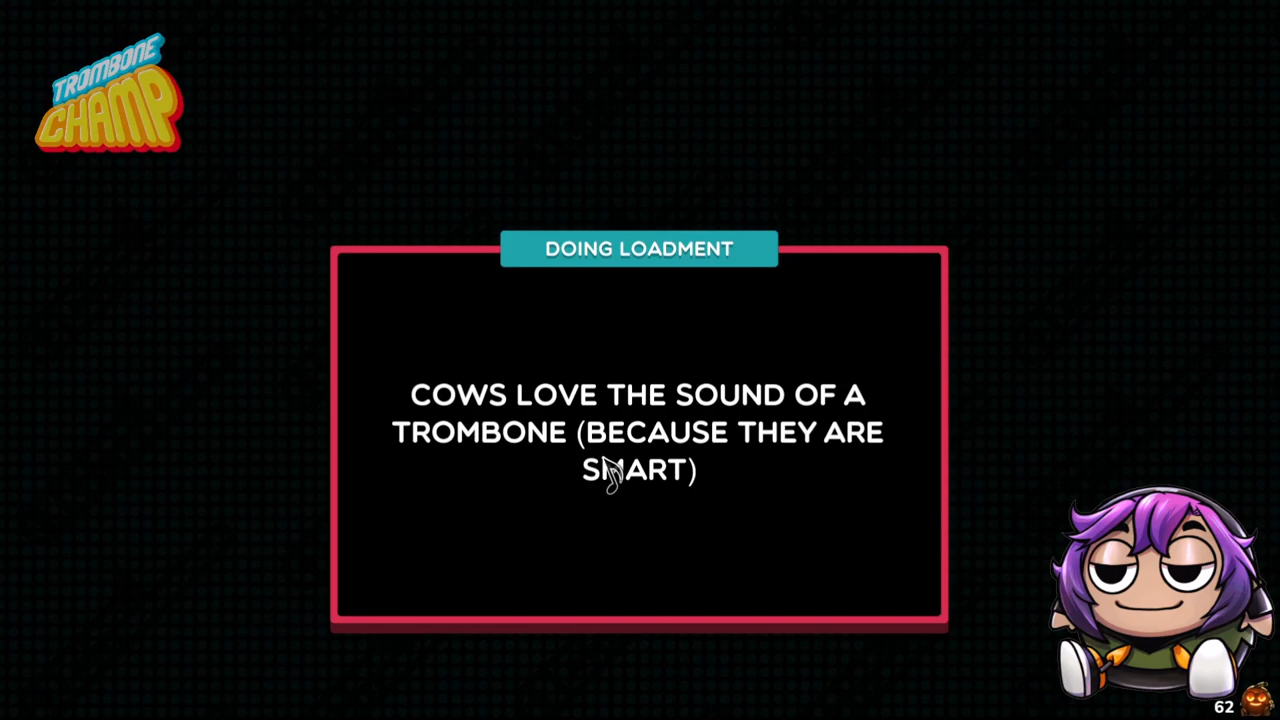 TROMBONE
CHAMP
DOING LOADMENT
COWS LOVE THE SOUND OF A
TROMBONE (BECAUSE THEY ARE
SMART)
62